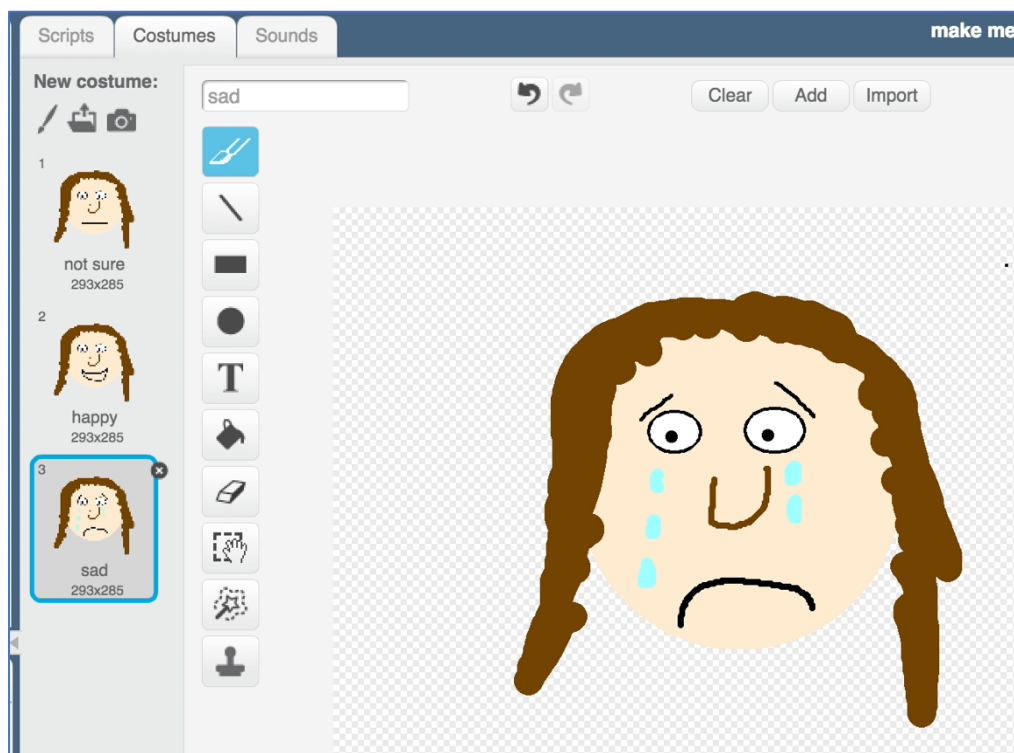 Scripts Costumes Sounds make me
New costume:
sad Clear Add Import
1
not sure
293x285
2
happy
293x285
3
sad
293x285
T